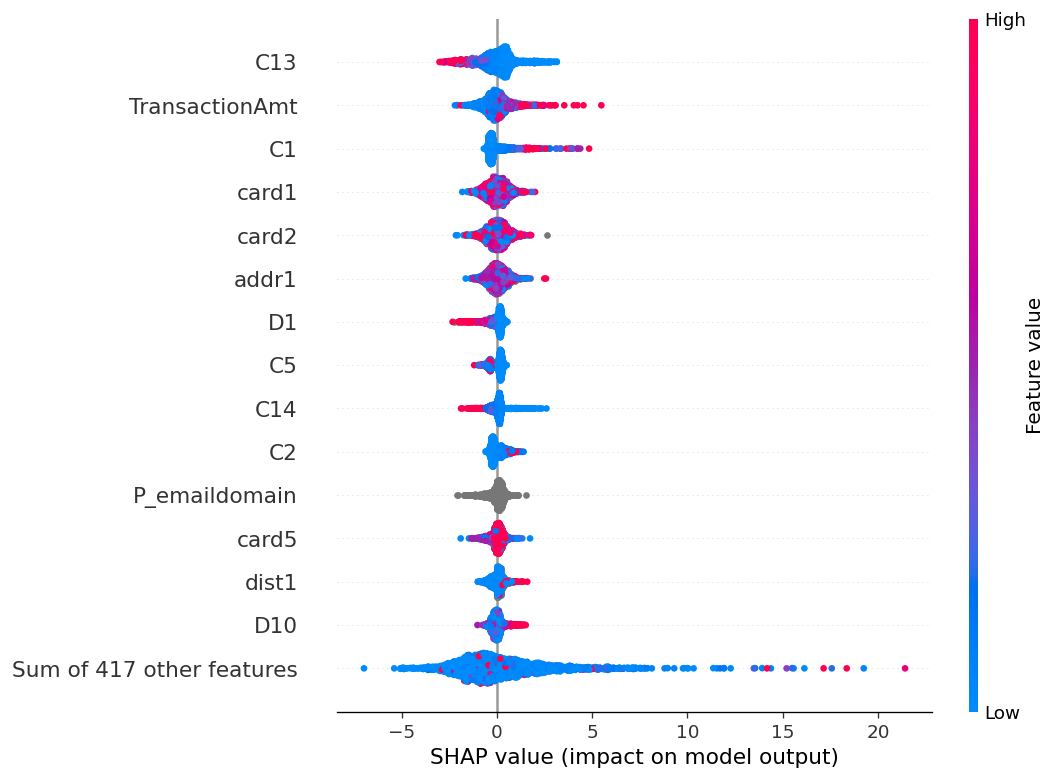 High
C13
TransactionAmt
C1
card1
card2
addr1
D1
C5
C14
C2
P_emaildomain
card5
dist1
D10
Sum of 417 other features
Feature value
Low
−5 0 5 10 15 20
SHAP value (impact on model output)